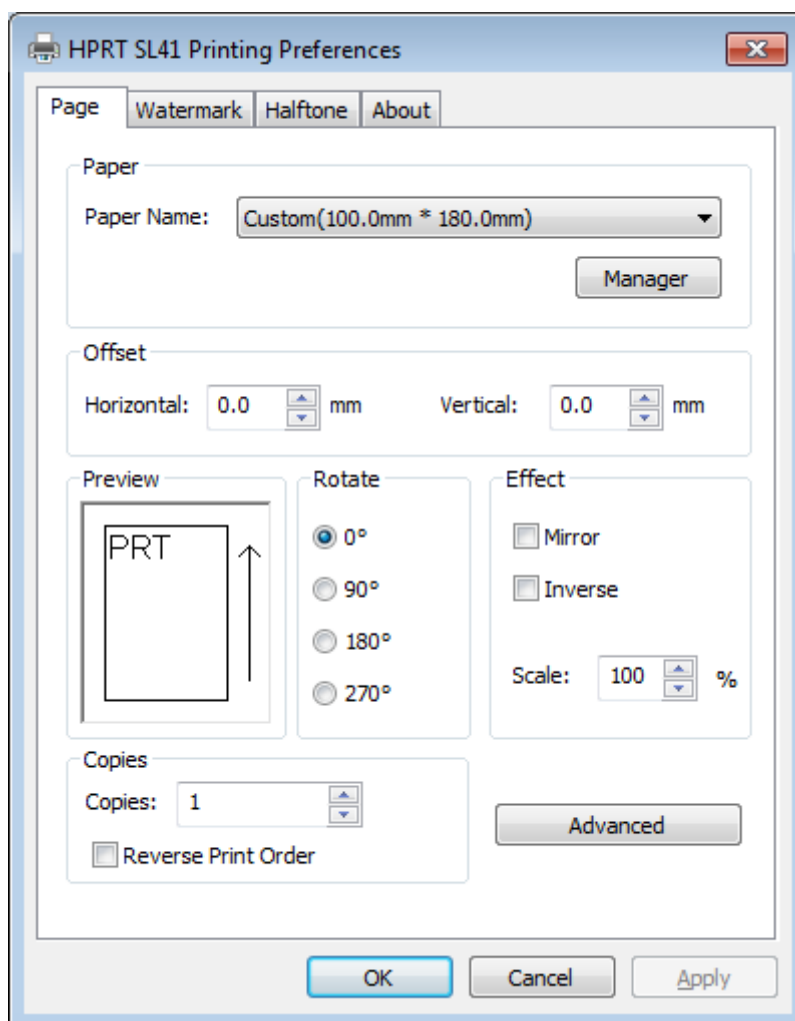 HPRT SL41 Printing Preferences
Page Watermark Halftone About
Paper
Paper Name: Custom(100.0mm * 180.0mm)
Manager
Offset
Horizontal: 0.0 mm Vertical: 0.0 mm
Preview Rotate Effect
PRT 0° Mirror
90° Inverse
180°
Scale: 100 %
270°
Copies
Copies: 1
Advanced
Reverse Print Order
OK Cancel Apply